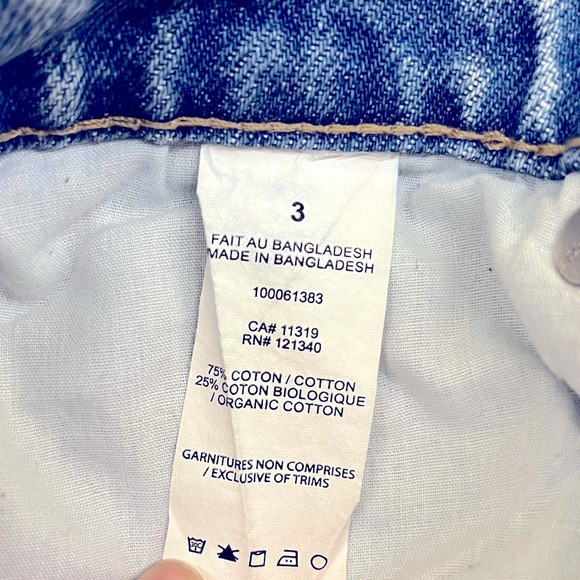 3
FAIT AU BANGLADESH
MADE IN BANGLADESH
100061383
CA# 11319
RN# 121340
75% COTON / COTTON
25% COTON BIOLOGIQUE
/ ORGANIC COTTON
GARNITURES NON COMPRISES
/ EXCLUSIVE OF TRIMS